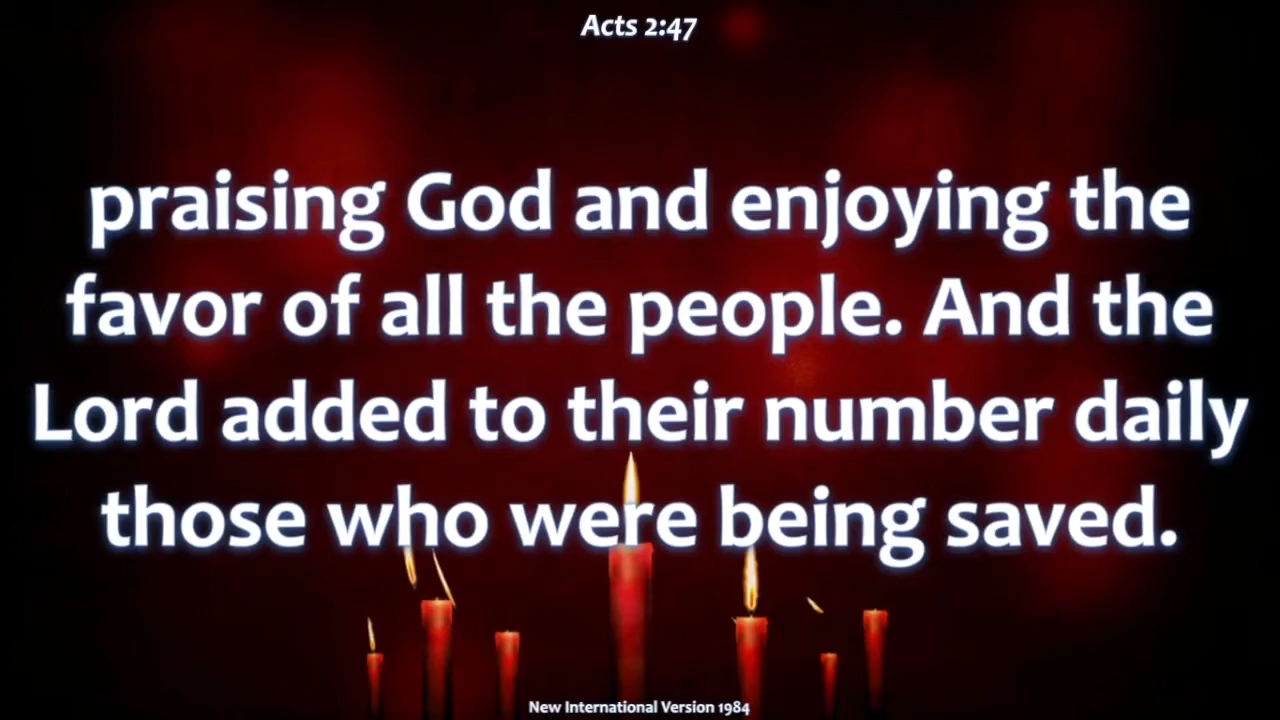 Acts 2:47
praising God and enjoying the
favor of all the people. And the
Lord added to their number daily
those who were being saved.
New International Version 1984